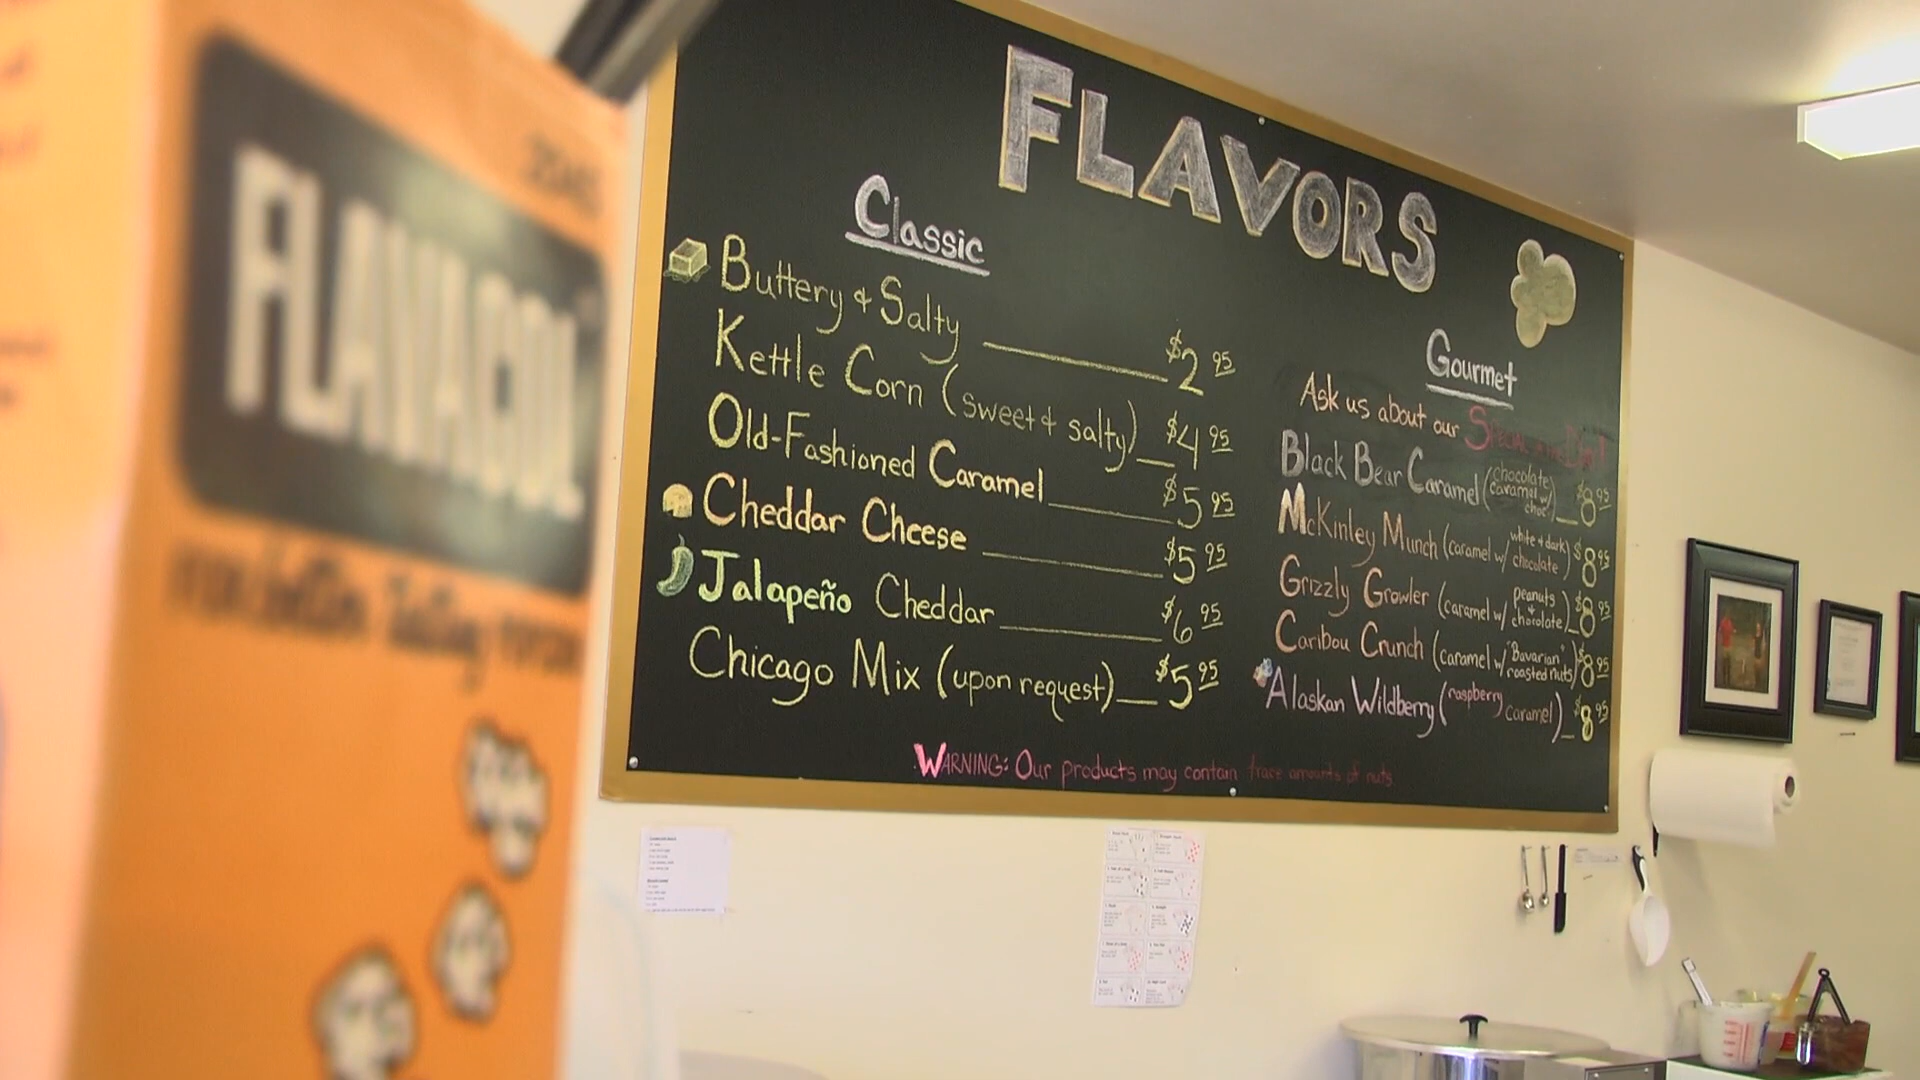 FLAVACOL
FLAVORS
Classic
Buttery & Salty $2 95
Kettle Corn (sweet & salty) $4 95
Old-Fashioned Caramel $5 95
Cheddar Cheese $5 95
Jalapeño Cheddar $6 95
Chicago Mix (upon request) $5 95
Gourmet
Ask us about our Special of the Day!
Black Bear Caramel (chocolate caramel w/ choc) $8 95
McKinley Munch (caramel w/ white & dark chocolate) $8 95
Grizzly Growler (caramel w/ peanuts & chocolate) $8 95
Caribou Crunch (caramel w/ "Bavarian" roasted nuts) $8 95
Alaskan Wildberry (raspberry caramel) $8 95
WARNING: Our products may contain trace amounts of nuts